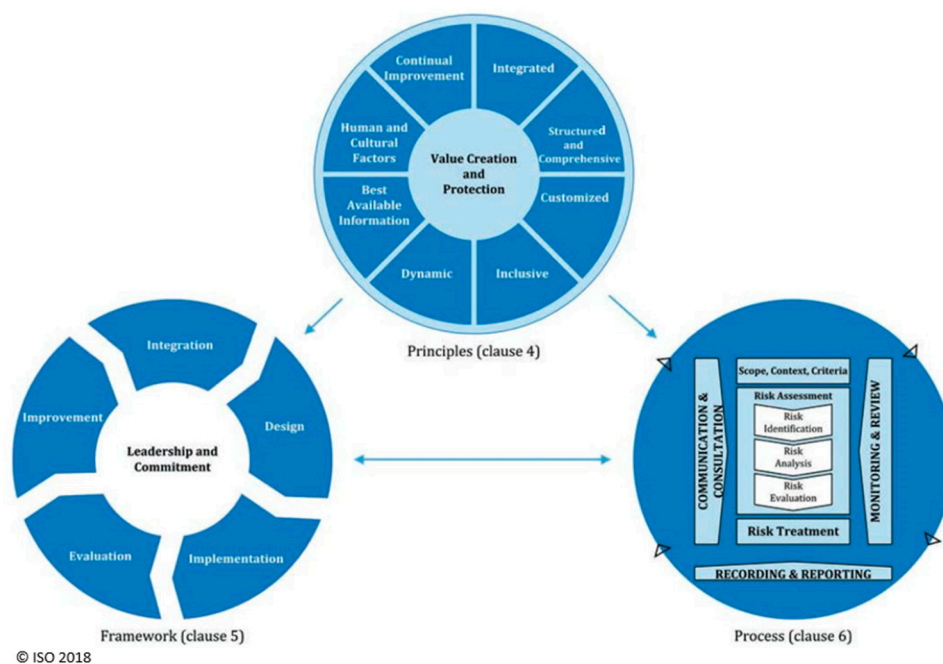 Continual
Improvement
Integrated
Human and
Cultural
Factors
Structured
and
Comprehensive
Value Creation
and
Protection
Best
Available
Information
Customized
Dynamic
Inclusive
Principles (clause 4)
Integration
Improvement
Design
Leadership and
Commitment
Evaluation
Implementation
Framework (clause 5)
Scope, Context, Criteria
COMMUNICATION &
CONSULTATION
Risk Assessment
Risk
Identification
Risk
Analysis
Risk
Evaluation
MONITORING & REVIEW
Risk Treatment
RECORDING & REPORTING
Process (clause 6)
© ISO 2018